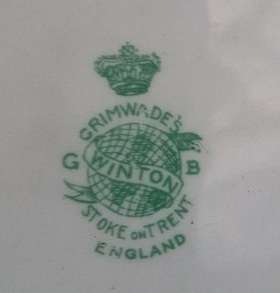 GRIMWADES
G WINTON B
STOKE ON TRENT
ENGLAND